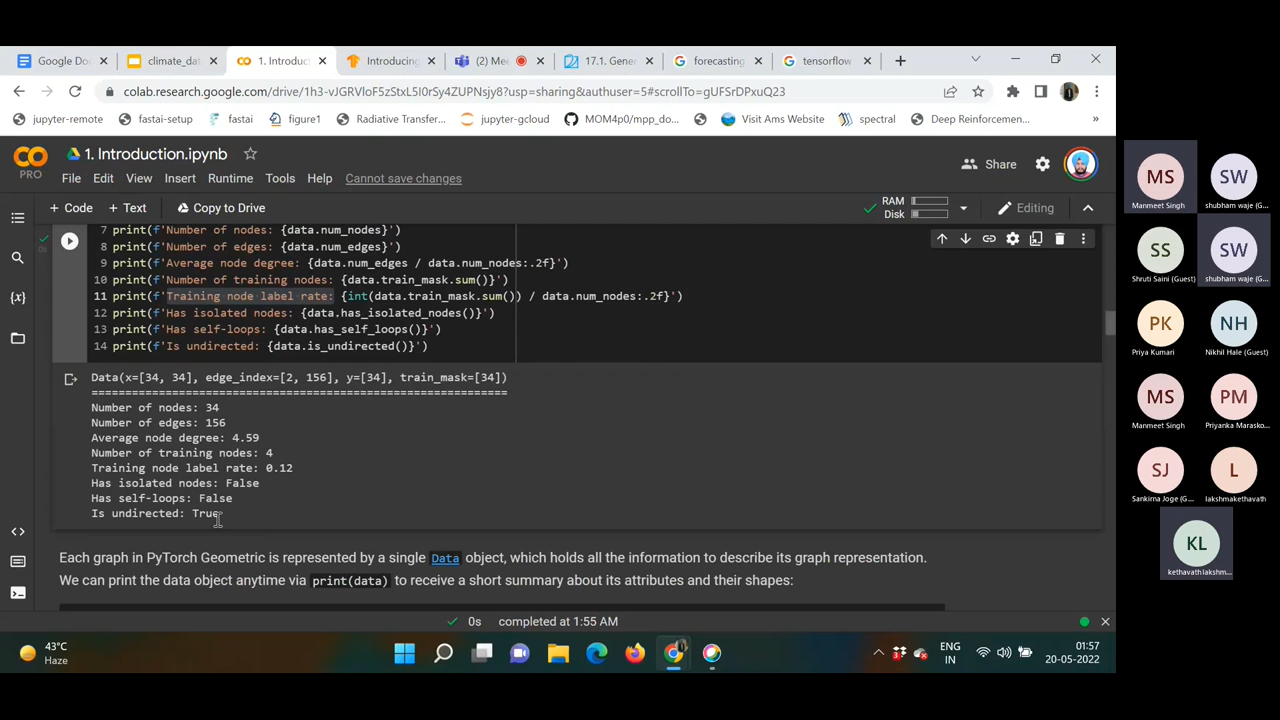 Google Do
climate_da
1. Introduc
Introducing
(2) Me
17.1. Gene
forecasting
tensorflow
colab.research.google.com/drive/1h3-vJGRVloF5zStxL5I0rSy4ZUPNsjy8?usp=sharing&authuser=5#scrollTo=gUFSrDPxuQ23
jupyter-remote
fastai-setup
fastai
figure1
Radiative Transfer...
jupyter-gcloud
MOM4p0/mpp_do...
Visit Ams Website
spectral
Deep Reinforcemen...
»
CO
PRO
1. Introduction.ipynb
File Edit View Insert Runtime Tools Help Cannot save changes
Share
+ Code + Text Copy to Drive
RAM
Disk
Editing
7 print(f'Number of nodes: {data.num_nodes}')
8 print(f'Number of edges: {data.num_edges}')
9 print(f'Average node degree: {data.num_edges / data.num_nodes:.2f}')
10 print(f'Number of training nodes: {data.train_mask.sum()}')
11 print(f'Training node label rate: {int(data.train_mask.sum()) / data.num_nodes:.2f}')
12 print(f'Has isolated nodes: {data.has_isolated_nodes()}')
13 print(f'Has self-loops: {data.has_self_loops()}')
14 print(f'Is undirected: {data.is_undirected()}')
Data(x=[34, 34], edge_index=[2, 156], y=[34], train_mask=[34])
==============================================================
Number of nodes: 34
Number of edges: 156
Average node degree: 4.59
Number of training nodes: 4
Training node label rate: 0.12
Has isolated nodes: False
Has self-loops: False
Is undirected: True
Each graph in PyTorch Geometric is represented by a single Data object, which holds all the information to describe its graph representation.
We can print the data object anytime via print(data) to receive a short summary about its attributes and their shapes:
0s completed at 1:55 AM
43°C
Haze
ENG
IN
01:57
20-05-2022
MS
Manmeet Singh
SW
shubham waje (G...
SS
Shruti Saini (Guest)
SW
shubham waje (G...
PK
Priya Kumari
NH
Nikhil Hale (Guest)
MS
Manmeet Singh
PM
Priyanka Marasko...
SJ
Sankirna Joge (G...
L
lakshmakethavath
KL
kethavath lakshm...